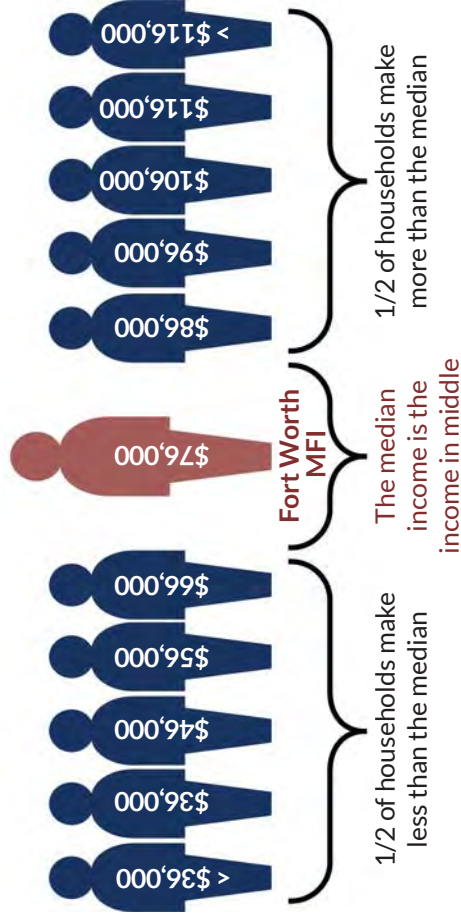 < $36,000
$36,000
$46,000
$56,000
$66,000
$76,000
$86,000
$96,000
$106,000
$116,000
> $116,000
Fort Worth
MFI
1/2 of households make
less than the median
The median
income is the
income in middle
1/2 of households make
more than the median